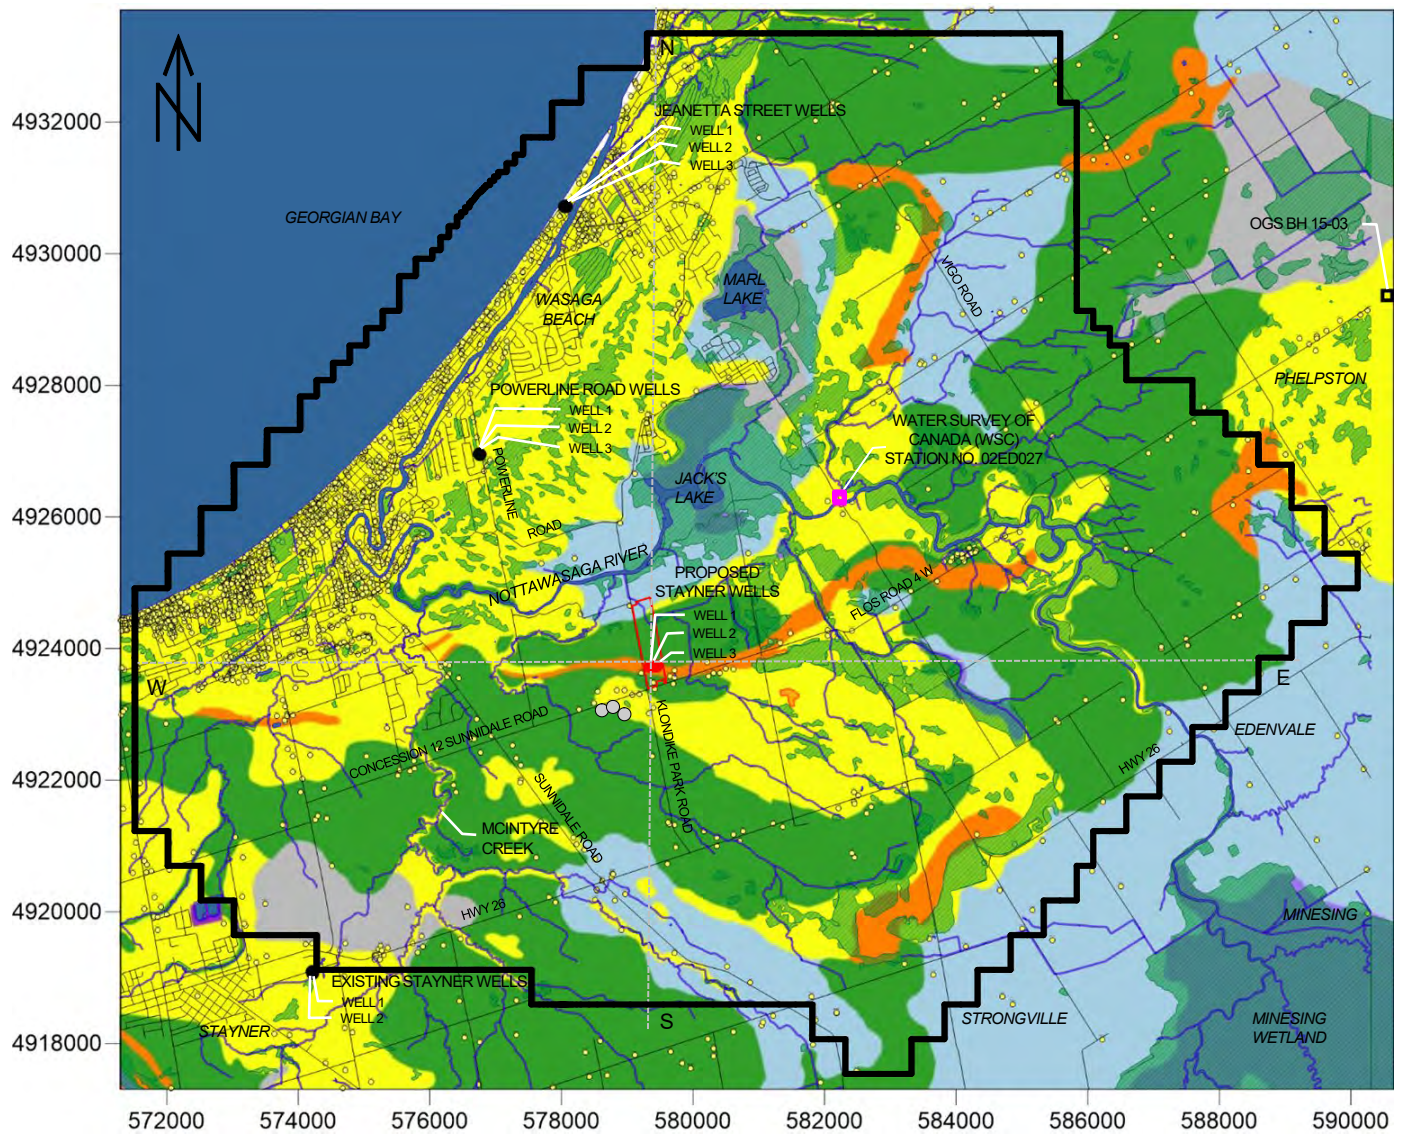 N
N
4932000
4930000
4928000
4926000
4924000
4922000
4920000
4918000
JEANETTA STREET WELLS
WELL 1
WELL 2
WELL 3
GEORGIAN BAY
OGS BH 15-03
VIGO ROAD
MARL
LAKE
WASAGA
BEACH
PHELPSTON
POWERLINE ROAD WELLS
WELL 1
WELL 2
WELL 3
WATER SURVEY OF
CANADA (WSC)
STATION NO. 02ED027
POWERLINE
ROAD
JACK'S
LAKE
NOTTAWASAGA RIVER
PROPOSED
STAYNER WELLS
WELL 1
WELL 2
WELL 3
FLOS ROAD 4 W
W
E
CONCESSION 12 SUNNIDALE ROAD
KLONDIKE PARK ROAD
EDENVALE
HWY 26
SUNNIDALE ROAD
MCINTYRE
CREEK
HWY 26
MINESING
EXISTING STAYNER WELLS
WELL 1
WELL 2
STAYNER
S
STRONGVILLE
MINESING
WETLAND
572000
574000
576000
578000
580000
582000
584000
586000
588000
590000